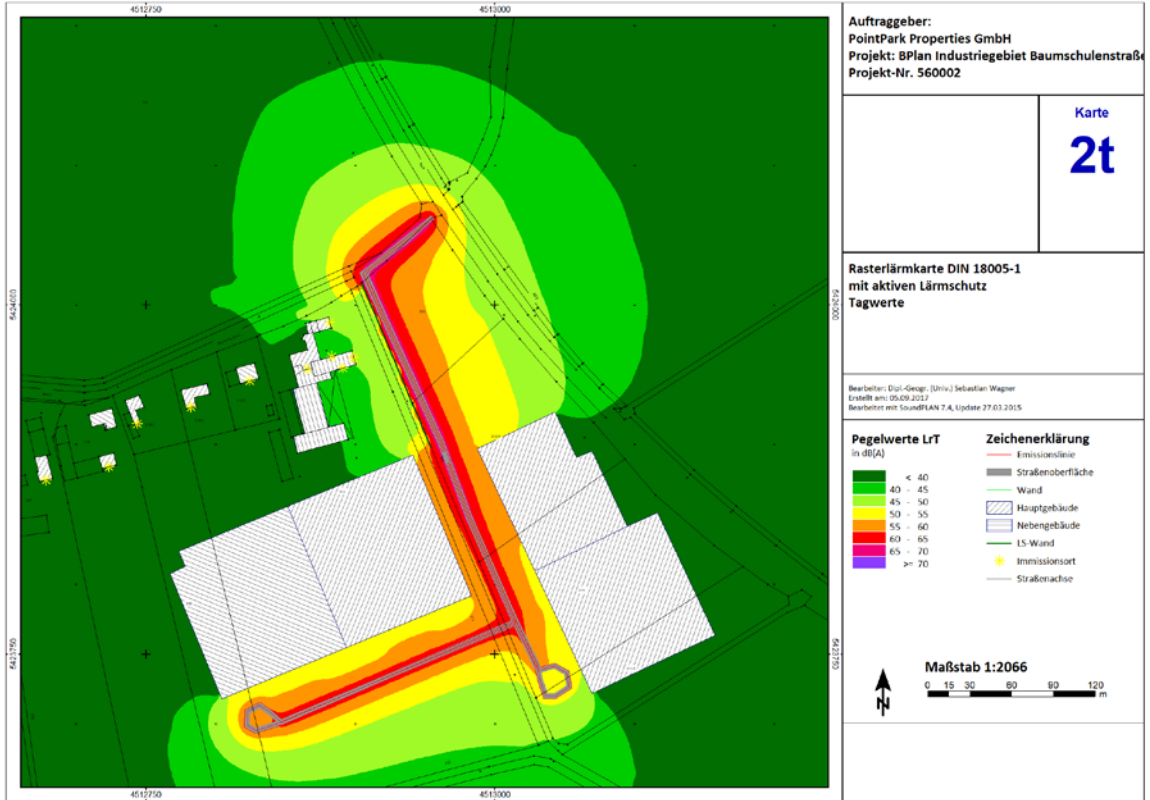 4512750
4513000
5424000
5424000
5423750
5423750
4512750
4513000
Auftraggeber:
PointPark Properties GmbH
Projekt: BPlan Industriegebiet Baumschulenstraße
Projekt-Nr. 560002
Karte
2t
Rasterlärmkarte DIN 18005-1
mit aktiven Lärmschutz
Tagwerte
Bearbeiter: Dipl.-Geogr. (Univ.) Sebastian Wagner
Erstellt am: 05.09.2017
Bearbeitet mit SoundPLAN 7.4, Update 27.03.2015
Pegelwerte LrT
in dB(A)
< 40
40 - 45
45 - 50
50 - 55
55 - 60
60 - 65
65 - 70
>= 70
Zeichenerklärung
Emissionslinie
Straßenoberfläche
Wand
Hauptgebäude
Nebengebäude
LS-Wand
Immissionsort
Straßenachse
N
Maßstab 1:2066
0 15 30 60 90 120
m